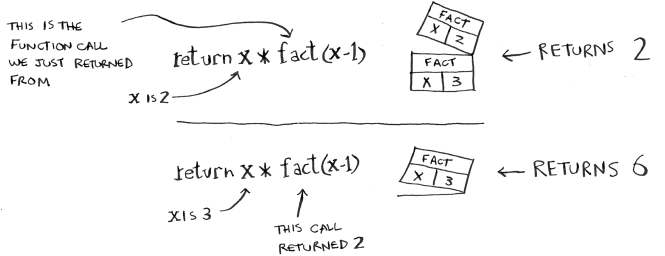 THIS IS THE
FUNCTION CALL
WE JUST RETURNED
FROM
return x * fact(x-1)
X IS 2
FACT
X 2
FACT
X 3
← RETURNS 2
return x * fact(x-1)
X IS 3
THIS CALL
RETURNED 2
FACT
X 3
← RETURNS 6